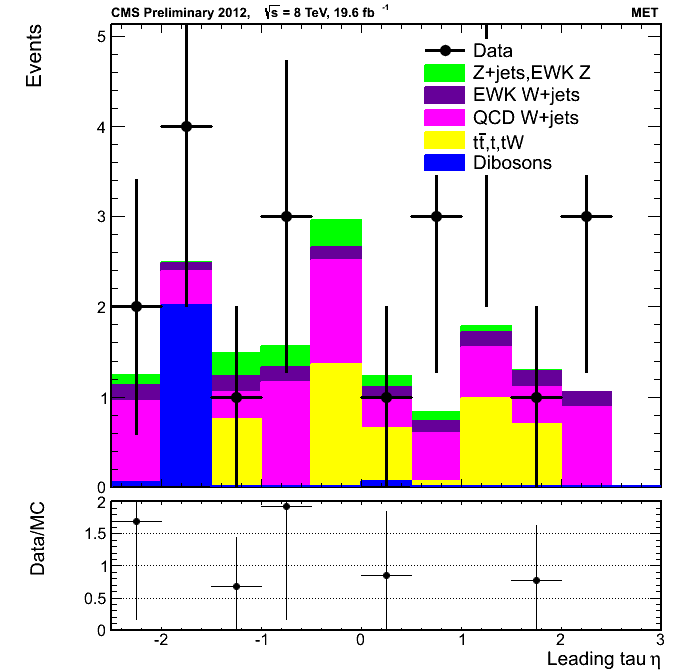 CMS Preliminary 2012, √s = 8 TeV, 19.6 fb⁻¹ MET
Events
Data
Z+jets,EWK Z
EWK W+jets
QCD W+jets
tt̅,t,tW
Dibosons
5
4
3
2
1
0
Data/MC
2
1.5
1
0.5
0
-2 -1 0 1 2 3
Leading tau η